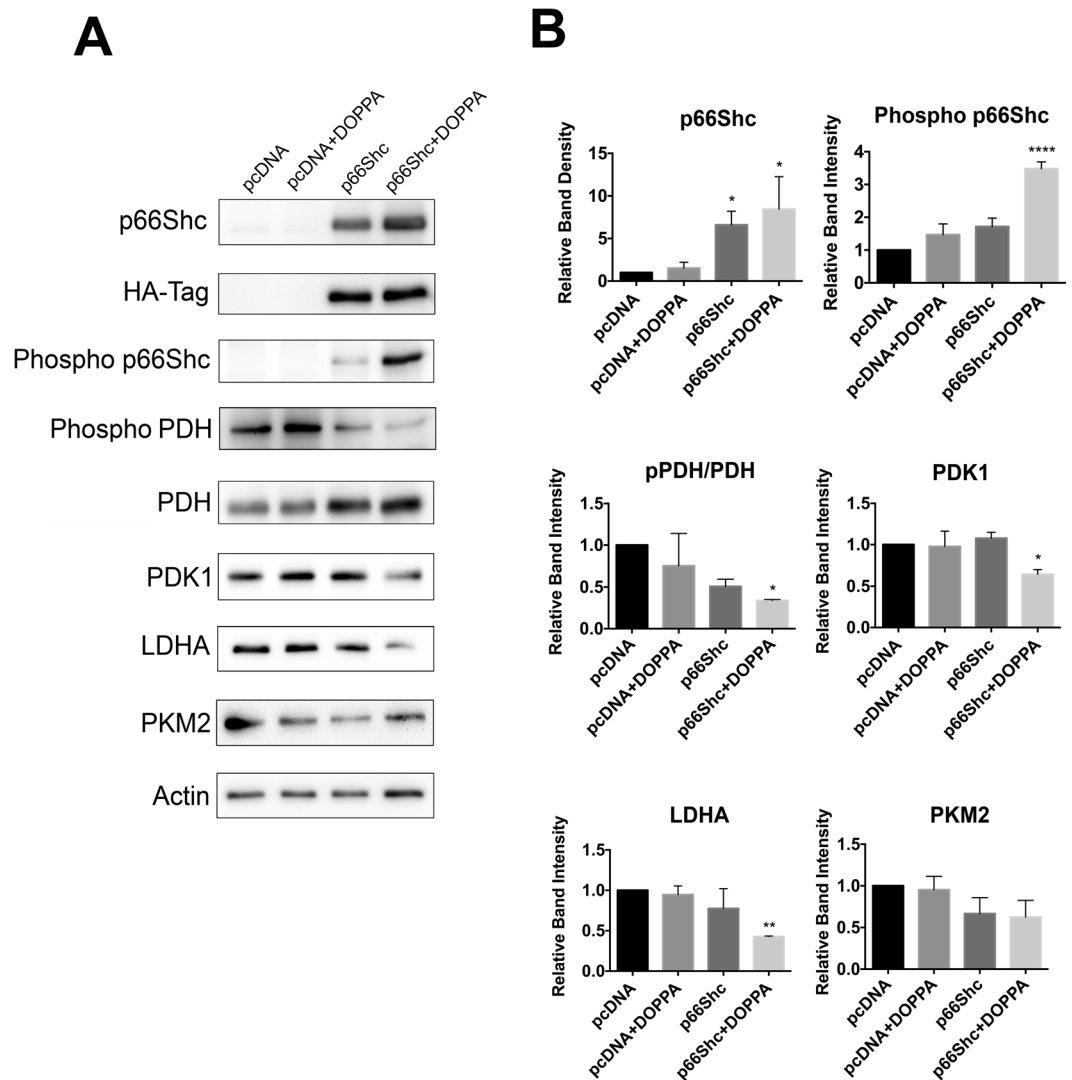 A
pcDNA
pcDNA+DOPPA
p66Shc
p66Shc+DOPPA
p66Shc
HA-Tag
Phospho p66Shc
Phospho PDH
PDH
PDK1
LDHA
PKM2
Actin
B
p66Shc
Relative Band Density
15
10
5
0
*
*
pcDNA
pcDNA+DOPPA
p66Shc
p66Shc+DOPPA
Phospho p66Shc
Relative Band Intensity
4
3
2
1
0
****
pcDNA
pcDNA+DOPPA
p66Shc
p66Shc+DOPPA
pPDH/PDH
Relative Band Intensity
1.5
1.0
0.5
0.0
*
pcDNA
pcDNA+DOPPA
p66Shc
p66Shc+DOPPA
PDK1
Relative Band Intensity
1.5
1.0
0.5
0.0
*
pcDNA
pcDNA+DOPPA
p66Shc
p66Shc+DOPPA
LDHA
Relative Band Intensity
1.5
1.0
0.5
0.0
**
pcDNA
pcDNA+DOPPA
p66Shc
p66Shc+DOPPA
PKM2
Relative Band Intensity
1.5
1.0
0.5
0.0
pcDNA
pcDNA+DOPPA
p66Shc
p66Shc+DOPPA